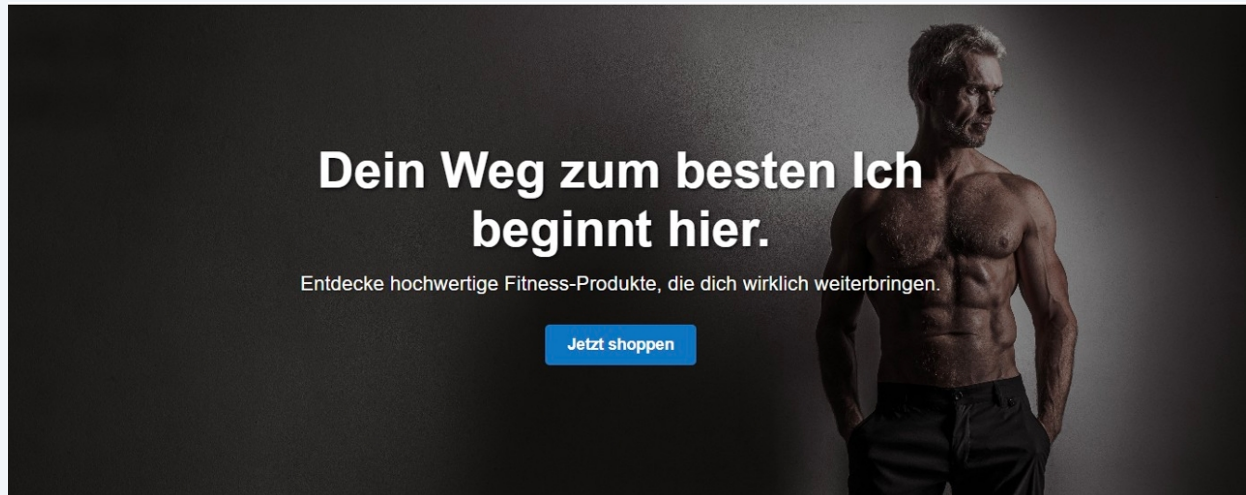 Dein Weg zum besten Ich
beginnt hier.
Entdecke hochwertige Fitness-Produkte, die dich wirklich weiterbringen.
Jetzt shoppen